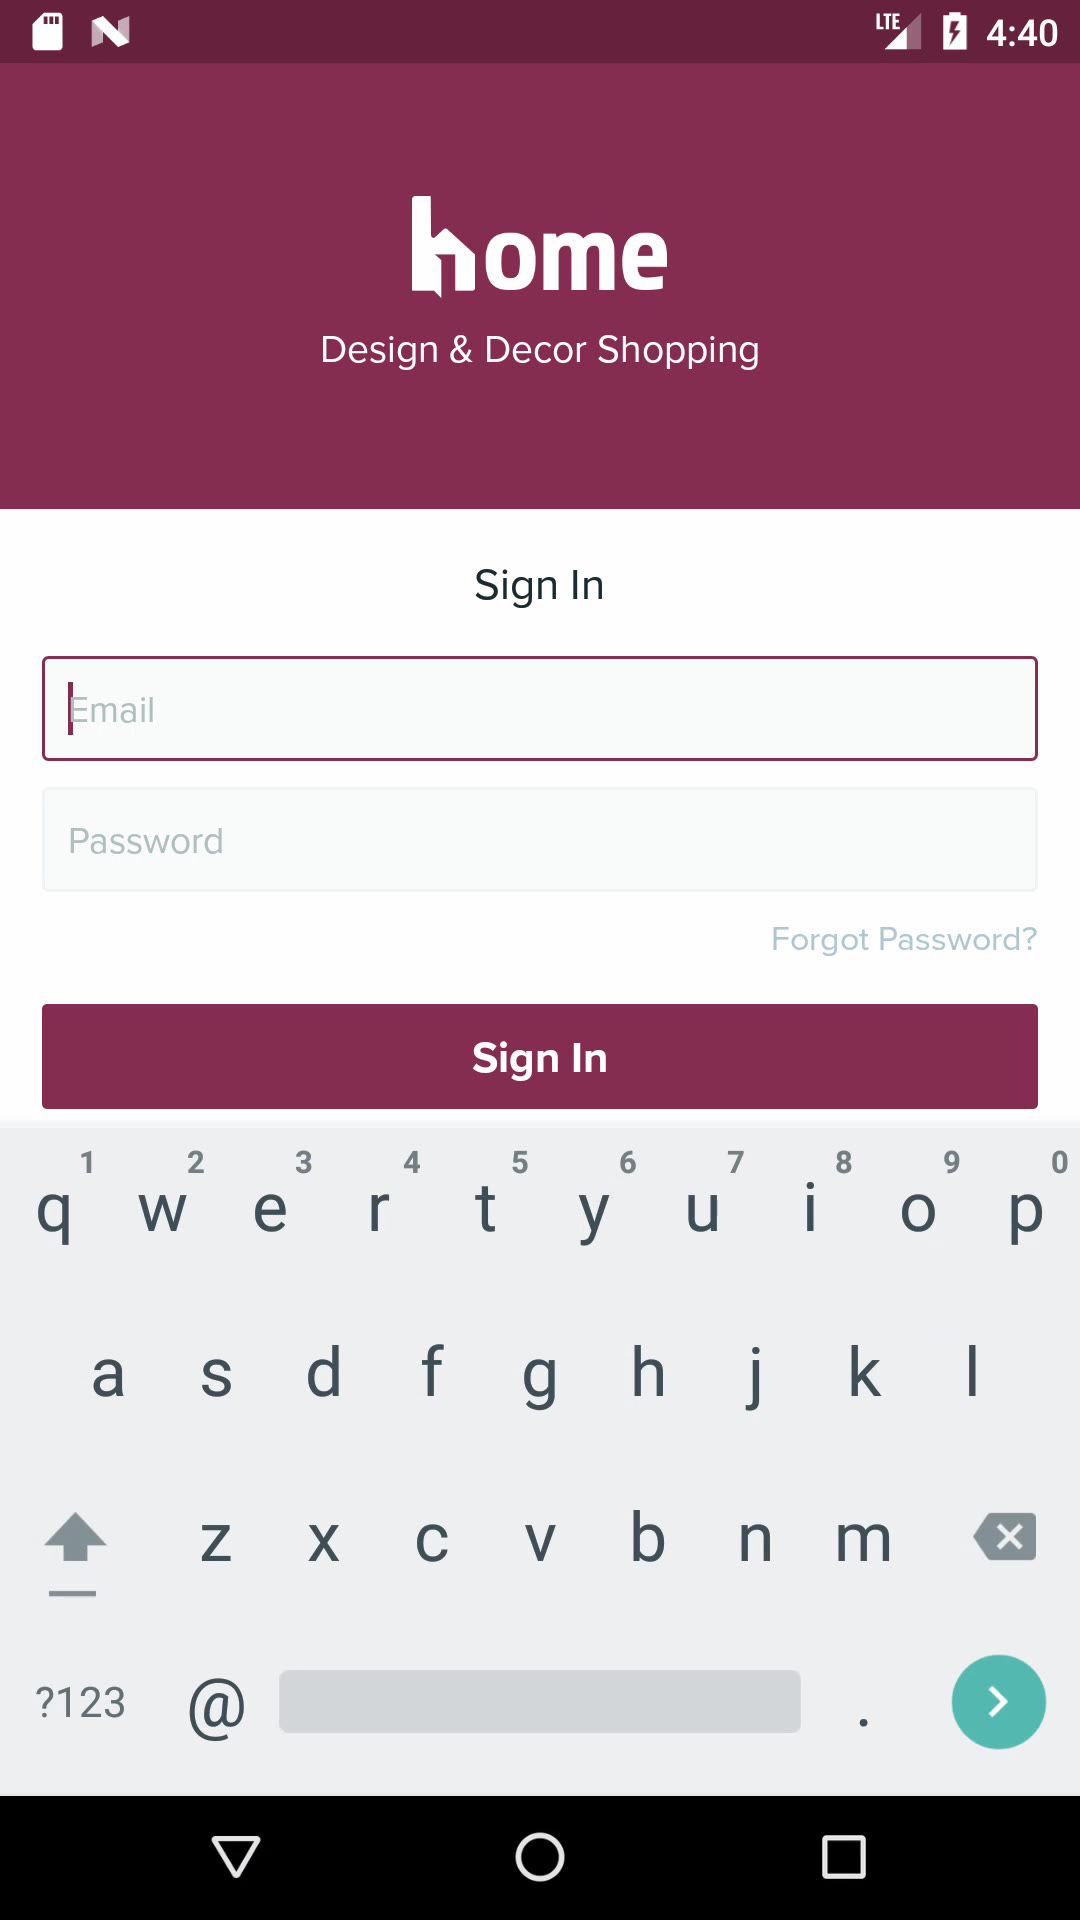 LTE 4:40
home
Design & Decor Shopping
Sign In
Email
Password
Forgot Password?
Sign In
1 2 3 4 5 6 7 8 9 0
q w e r t y u i o p
a s d f g h j k l
z x c v b n m
?123 @ .